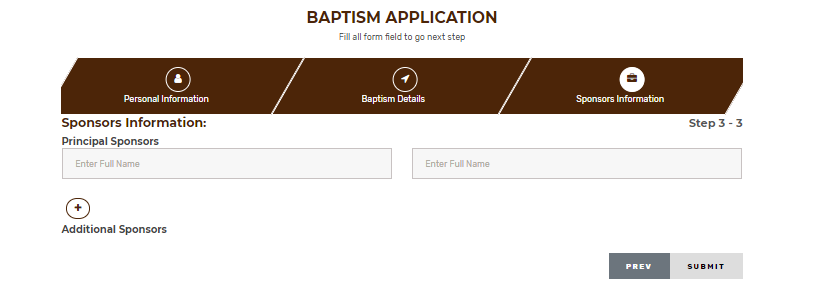 BAPTISM APPLICATION
Fill all form field to go next step
Personal Information
Baptism Details
Sponsors Information
Sponsors Information:
Step 3 - 3
Principal Sponsors
Enter Full Name
Enter Full Name
+
Additional Sponsors
PREV
SUBMIT